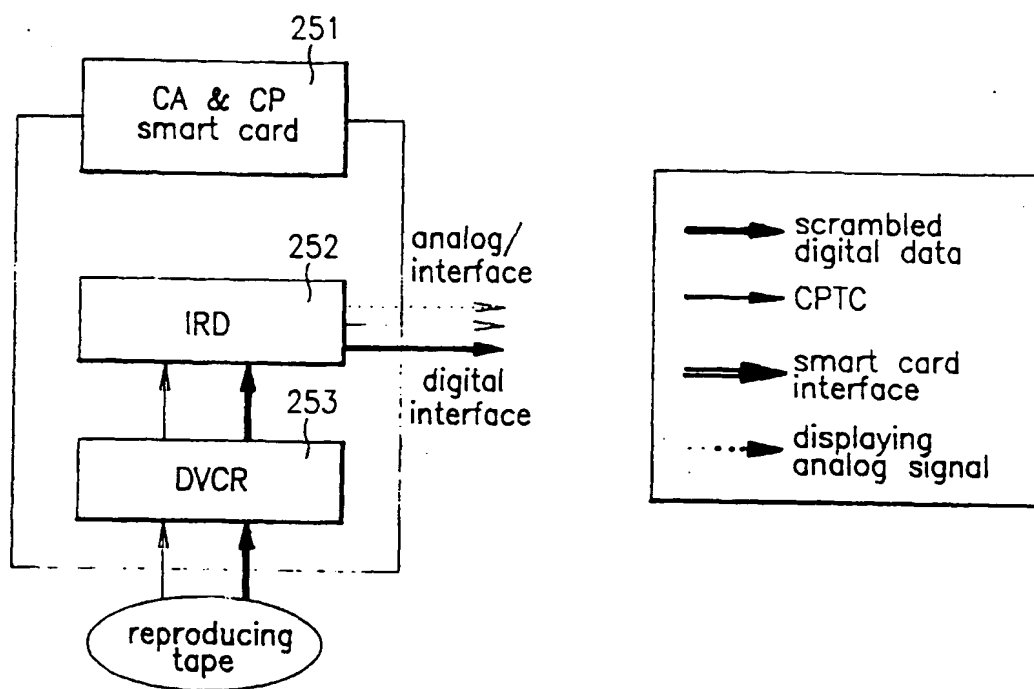 251
CA & CP
smart card
252
analog/
interface
IRD
digital
interface
253
DVCR
reproducing
tape
scrambled
digital data
CPTC
smart card
interface
displaying
analog signal